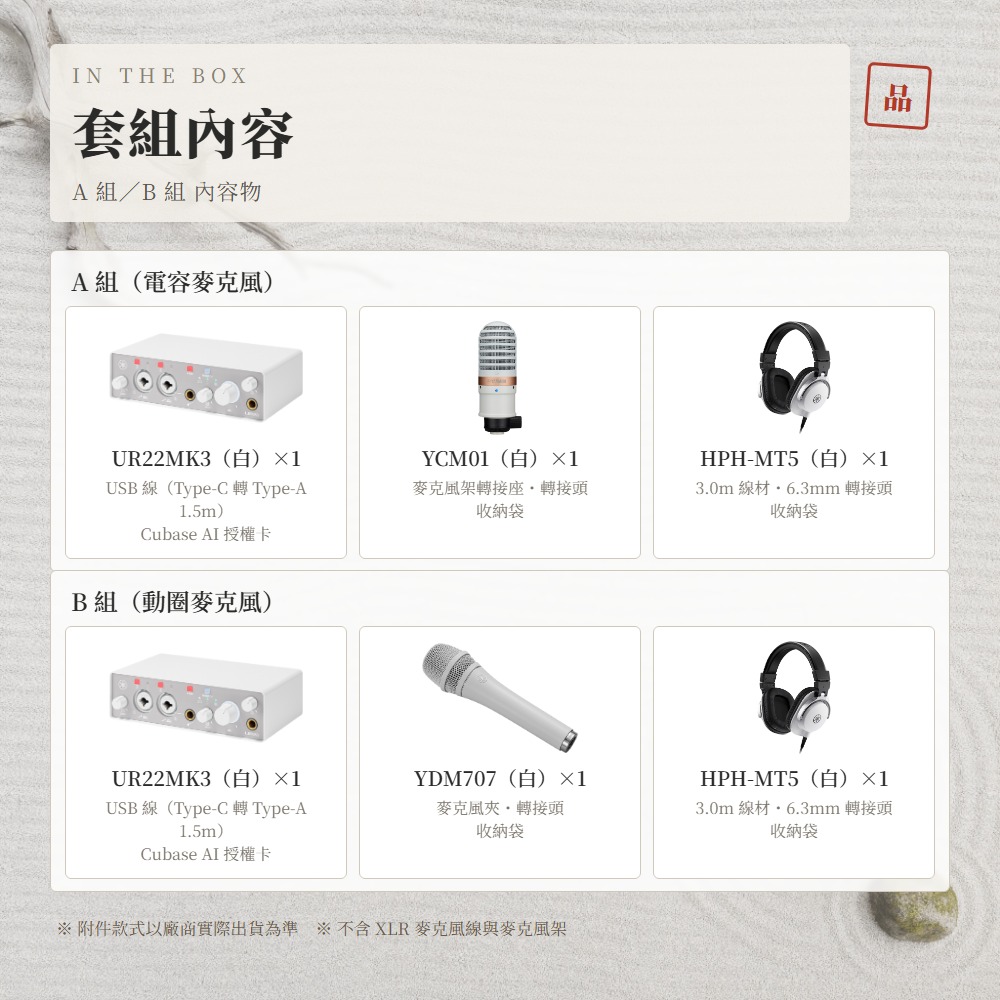 IN THE BOX
品
套組內容
A 組／B 組 內容物
A 組（電容麥克風）
UR22MK3（白）×1
USB 線（Type-C 轉 Type-A
1.5m）
Cubase AI 授權卡
YCM01（白）×1
麥克風架轉接座・轉接頭
收納袋
HPH-MT5（白）×1
3.0m 線材・6.3mm 轉接頭
收納袋
B 組（動圈麥克風）
UR22MK3（白）×1
USB 線（Type-C 轉 Type-A
1.5m）
Cubase AI 授權卡
YDM707（白）×1
麥克風夾・轉接頭
收納袋
HPH-MT5（白）×1
3.0m 線材・6.3mm 轉接頭
收納袋
※ 附件款式以廠商實際出貨為準　※ 不含 XLR 麥克風線與麥克風架